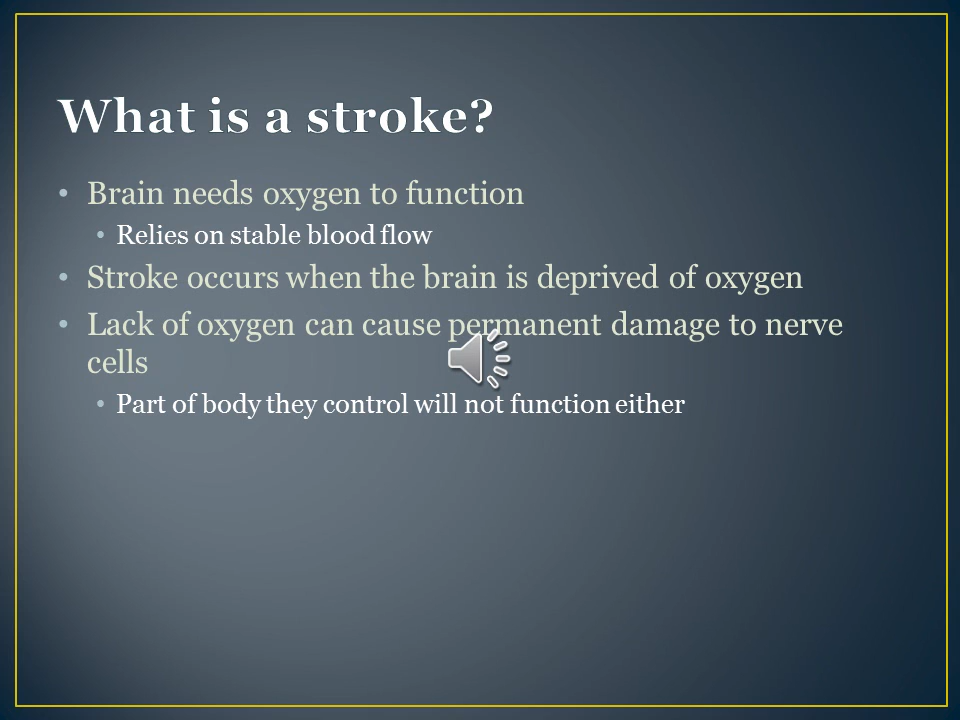 What is a stroke?
• Brain needs oxygen to function
• Relies on stable blood flow
• Stroke occurs when the brain is deprived of oxygen
• Lack of oxygen can cause permanent damage to nerve
cells
• Part of body they control will not function either